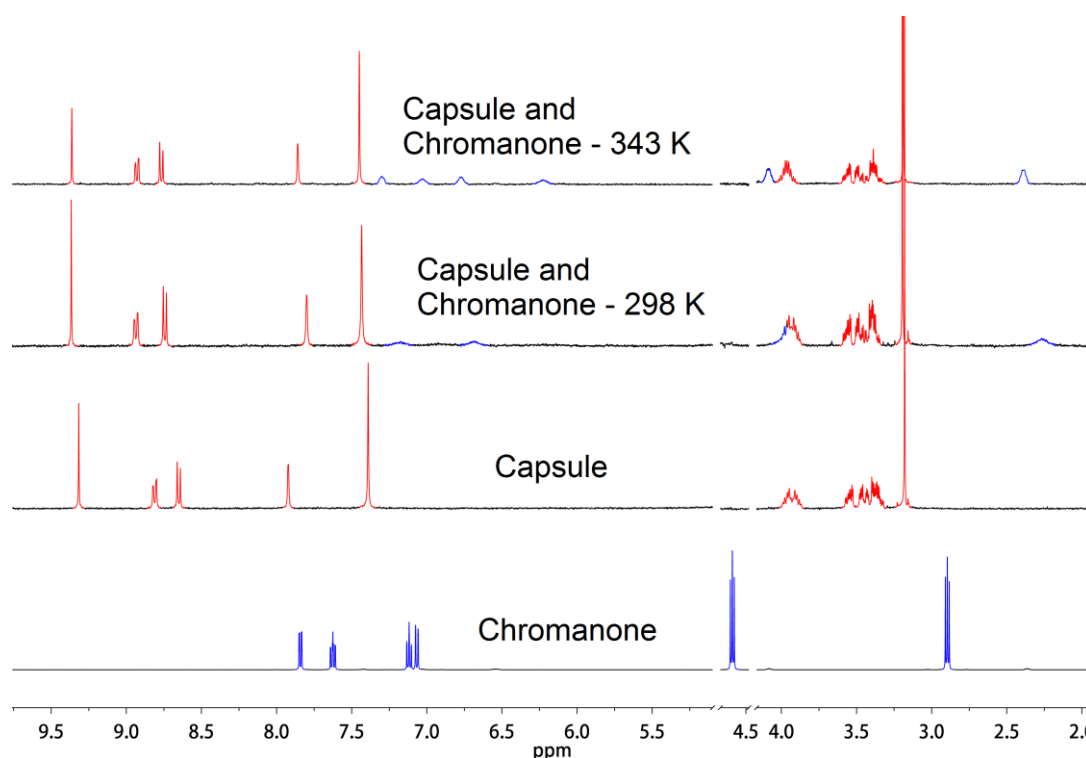 Capsule and
Chromanone - 343 K
Capsule and
Chromanone - 298 K
Capsule
Chromanone
9.5 9.0 8.5 8.0 7.5 7.0 6.5 6.0 5.5 4.5 4.0 3.5 3.0 2.5 2.0
ppm